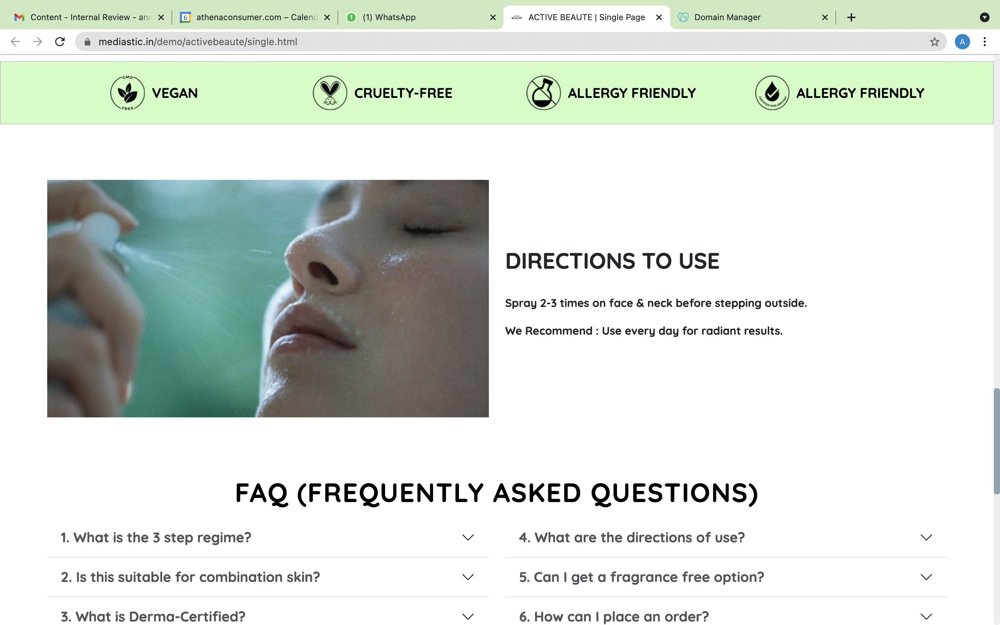 Content - Internal Review - ann
athenaconsumer.com – Calend
1
(1) WhatsApp
ACTIVE BEAUTE | Single Page
Domain Manager
6
mediastic.in/demo/activebeaute/single.html
A
GMO
FREE
VEGAN
CRUELTY-FREE
ALLERGY FRIENDLY
CERTIFIED NON-IRRITANT
ALLERGY FRIENDLY
DIRECTIONS TO USE
Spray 2-3 times on face & neck before stepping outside.
We Recommend : Use every day for radiant results.
FAQ (FREQUENTLY ASKED QUESTIONS)
1. What is the 3 step regime?
2. Is this suitable for combination skin?
3. What is Derma-Certified?
4. What are the directions of use?
5. Can I get a fragrance free option?
6. How can I place an order?